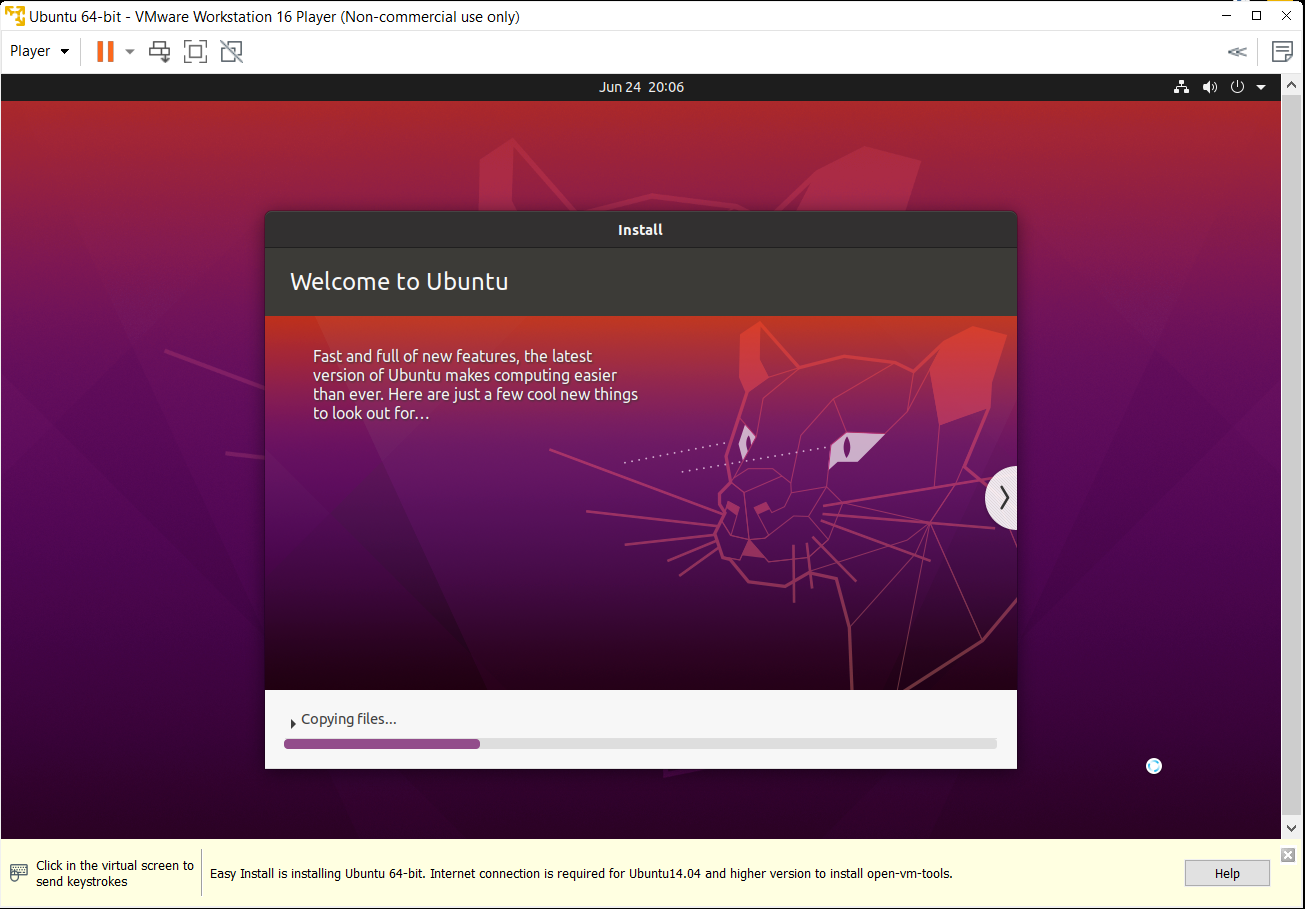 Ubuntu 64-bit - VMware Workstation 16 Player (Non-commercial use only)
Player
Jun 24 20:06
Install
Welcome to Ubuntu
Fast and full of new features, the latest
version of Ubuntu makes computing easier
than ever. Here are just a few cool new things
to look out for…
Copying files...
Click in the virtual screen to
send keystrokes
Easy Install is installing Ubuntu 64-bit. Internet connection is required for Ubuntu14.04 and higher version to install open-vm-tools.
Help